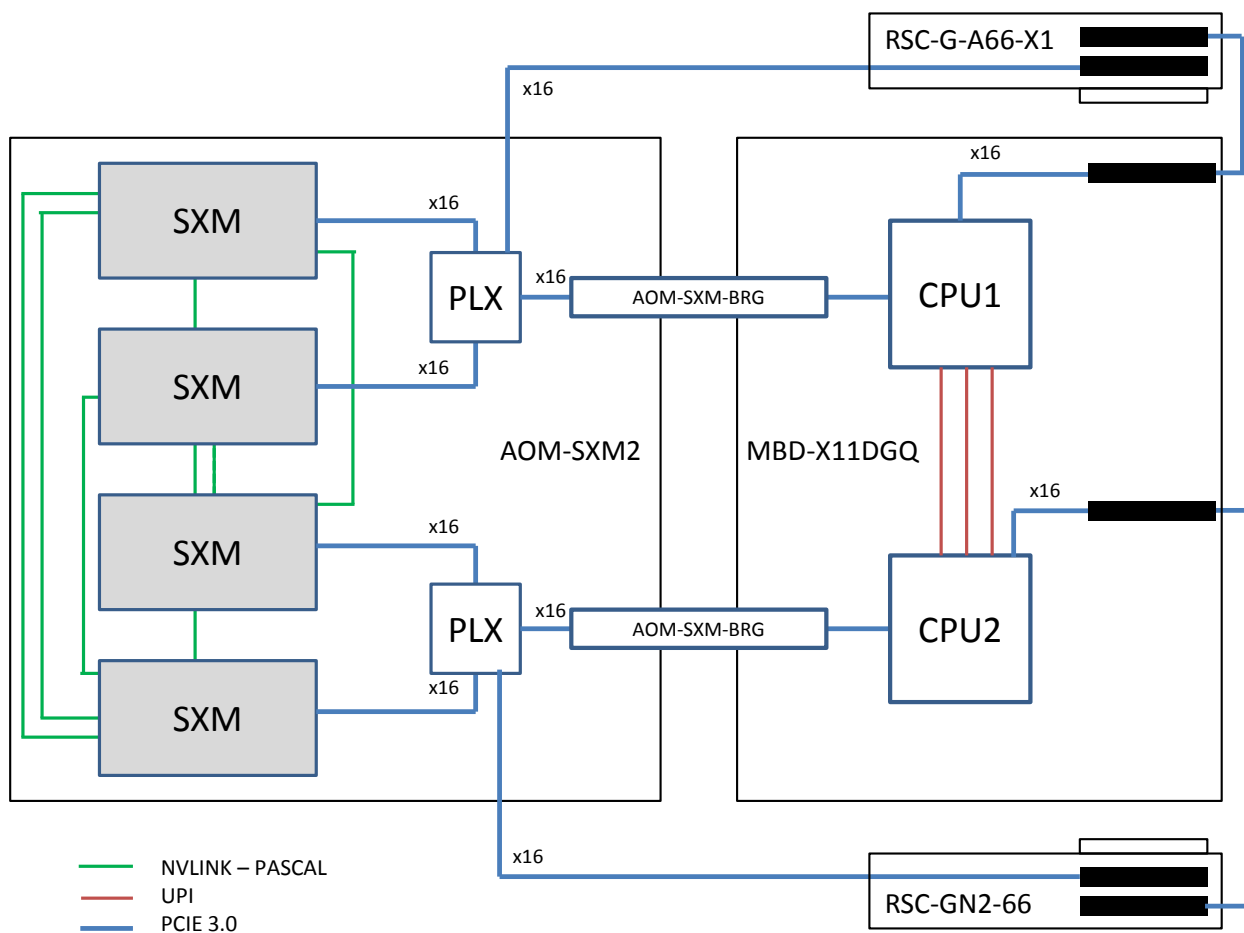 RSC-G-A66-X1
x16
x16
SXM
x16
PLX
x16
AOM-SXM-BRG
CPU1
SXM
x16
AOM-SXM2
MBD-X11DGQ
x16
SXM
x16
PLX
x16
AOM-SXM-BRG
CPU2
SXM
x16
x16
NVLINK – PASCAL
UPI
PCIE 3.0
RSC-GN2-66